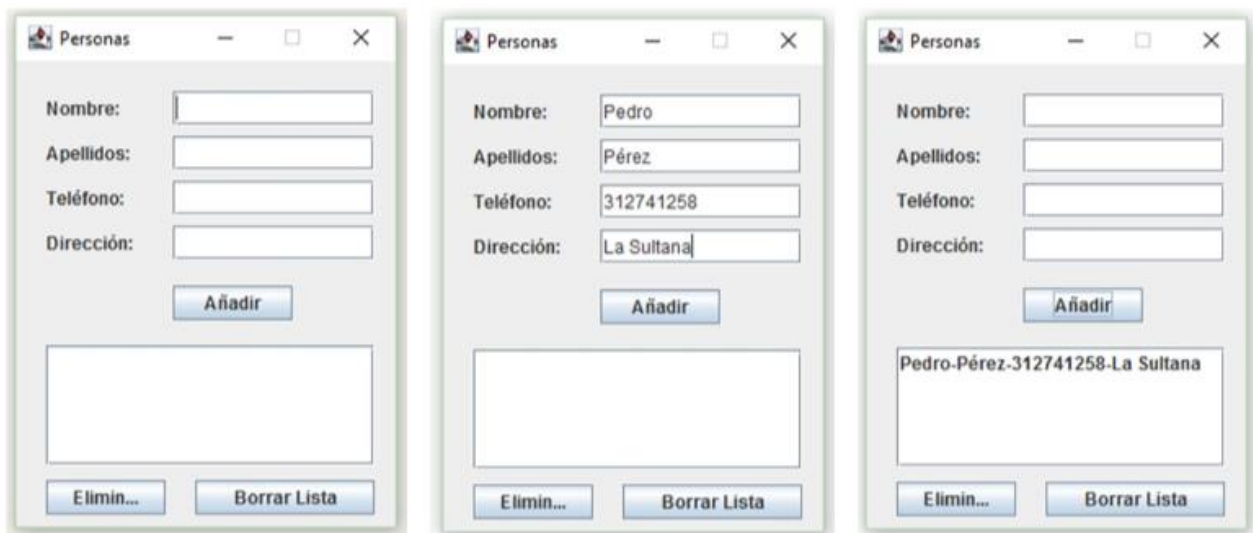 Personas
Nombre:
Apellidos:
Teléfono:
Dirección:
Añadir
Elimin...
Borrar Lista
Personas
Nombre: Pedro
Apellidos: Pérez
Teléfono: 312741258
Dirección: La Sultana
Añadir
Elimin...
Borrar Lista
Personas
Nombre:
Apellidos:
Teléfono:
Dirección:
Añadir
Pedro-Pérez-312741258-La Sultana
Elimin...
Borrar Lista